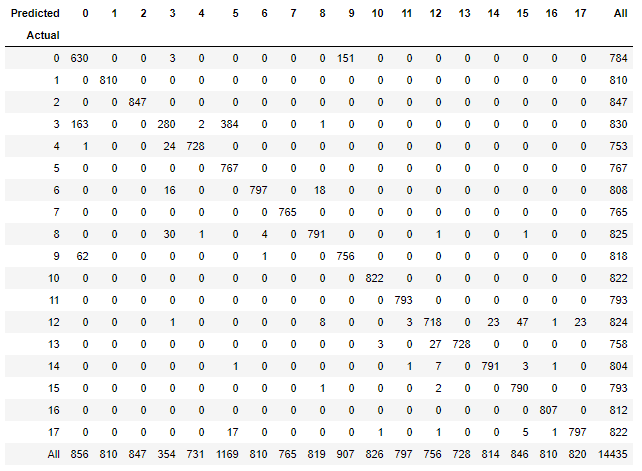 Predicted 0 1 2 3 4 5 6 7 8 9 10 11 12 13 14 15 16 17 All
Actual
0 630 0 0 3 0 0 0 0 0 151 0 0 0 0 0 0 0 0 784
1 0 810 0 0 0 0 0 0 0 0 0 0 0 0 0 0 0 0 810
2 0 0 847 0 0 0 0 0 0 0 0 0 0 0 0 0 0 0 847
3 163 0 0 280 2 384 0 0 1 0 0 0 0 0 0 0 0 0 830
4 1 0 0 24 728 0 0 0 0 0 0 0 0 0 0 0 0 0 753
5 0 0 0 0 0 767 0 0 0 0 0 0 0 0 0 0 0 0 767
6 0 0 0 16 0 0 797 0 18 0 0 0 0 0 0 0 0 0 808
7 0 0 0 0 0 0 0 765 0 0 0 0 0 0 0 0 0 0 765
8 0 0 0 30 1 0 4 0 791 0 0 0 1 0 0 1 0 0 825
9 62 0 0 0 0 0 1 0 0 756 0 0 0 0 0 0 0 0 818
10 0 0 0 0 0 0 0 0 0 0 822 0 0 0 0 0 0 0 822
11 0 0 0 0 0 0 0 0 0 0 0 793 0 0 0 0 0 0 793
12 0 0 0 1 0 0 0 0 8 0 0 3 718 0 23 47 1 23 824
13 0 0 0 0 0 0 0 0 0 0 3 0 27 728 0 0 0 0 758
14 0 0 0 0 0 1 0 0 0 0 0 1 7 0 791 3 1 0 804
15 0 0 0 0 0 0 0 0 1 0 0 0 2 0 0 790 0 0 793
16 0 0 0 0 0 0 0 0 0 0 0 0 0 0 0 0 807 0 812
17 0 0 0 0 0 17 0 0 0 0 1 0 1 0 0 5 1 797 822
All 856 810 847 354 731 1169 810 765 819 907 826 797 756 728 814 846 810 820 14435